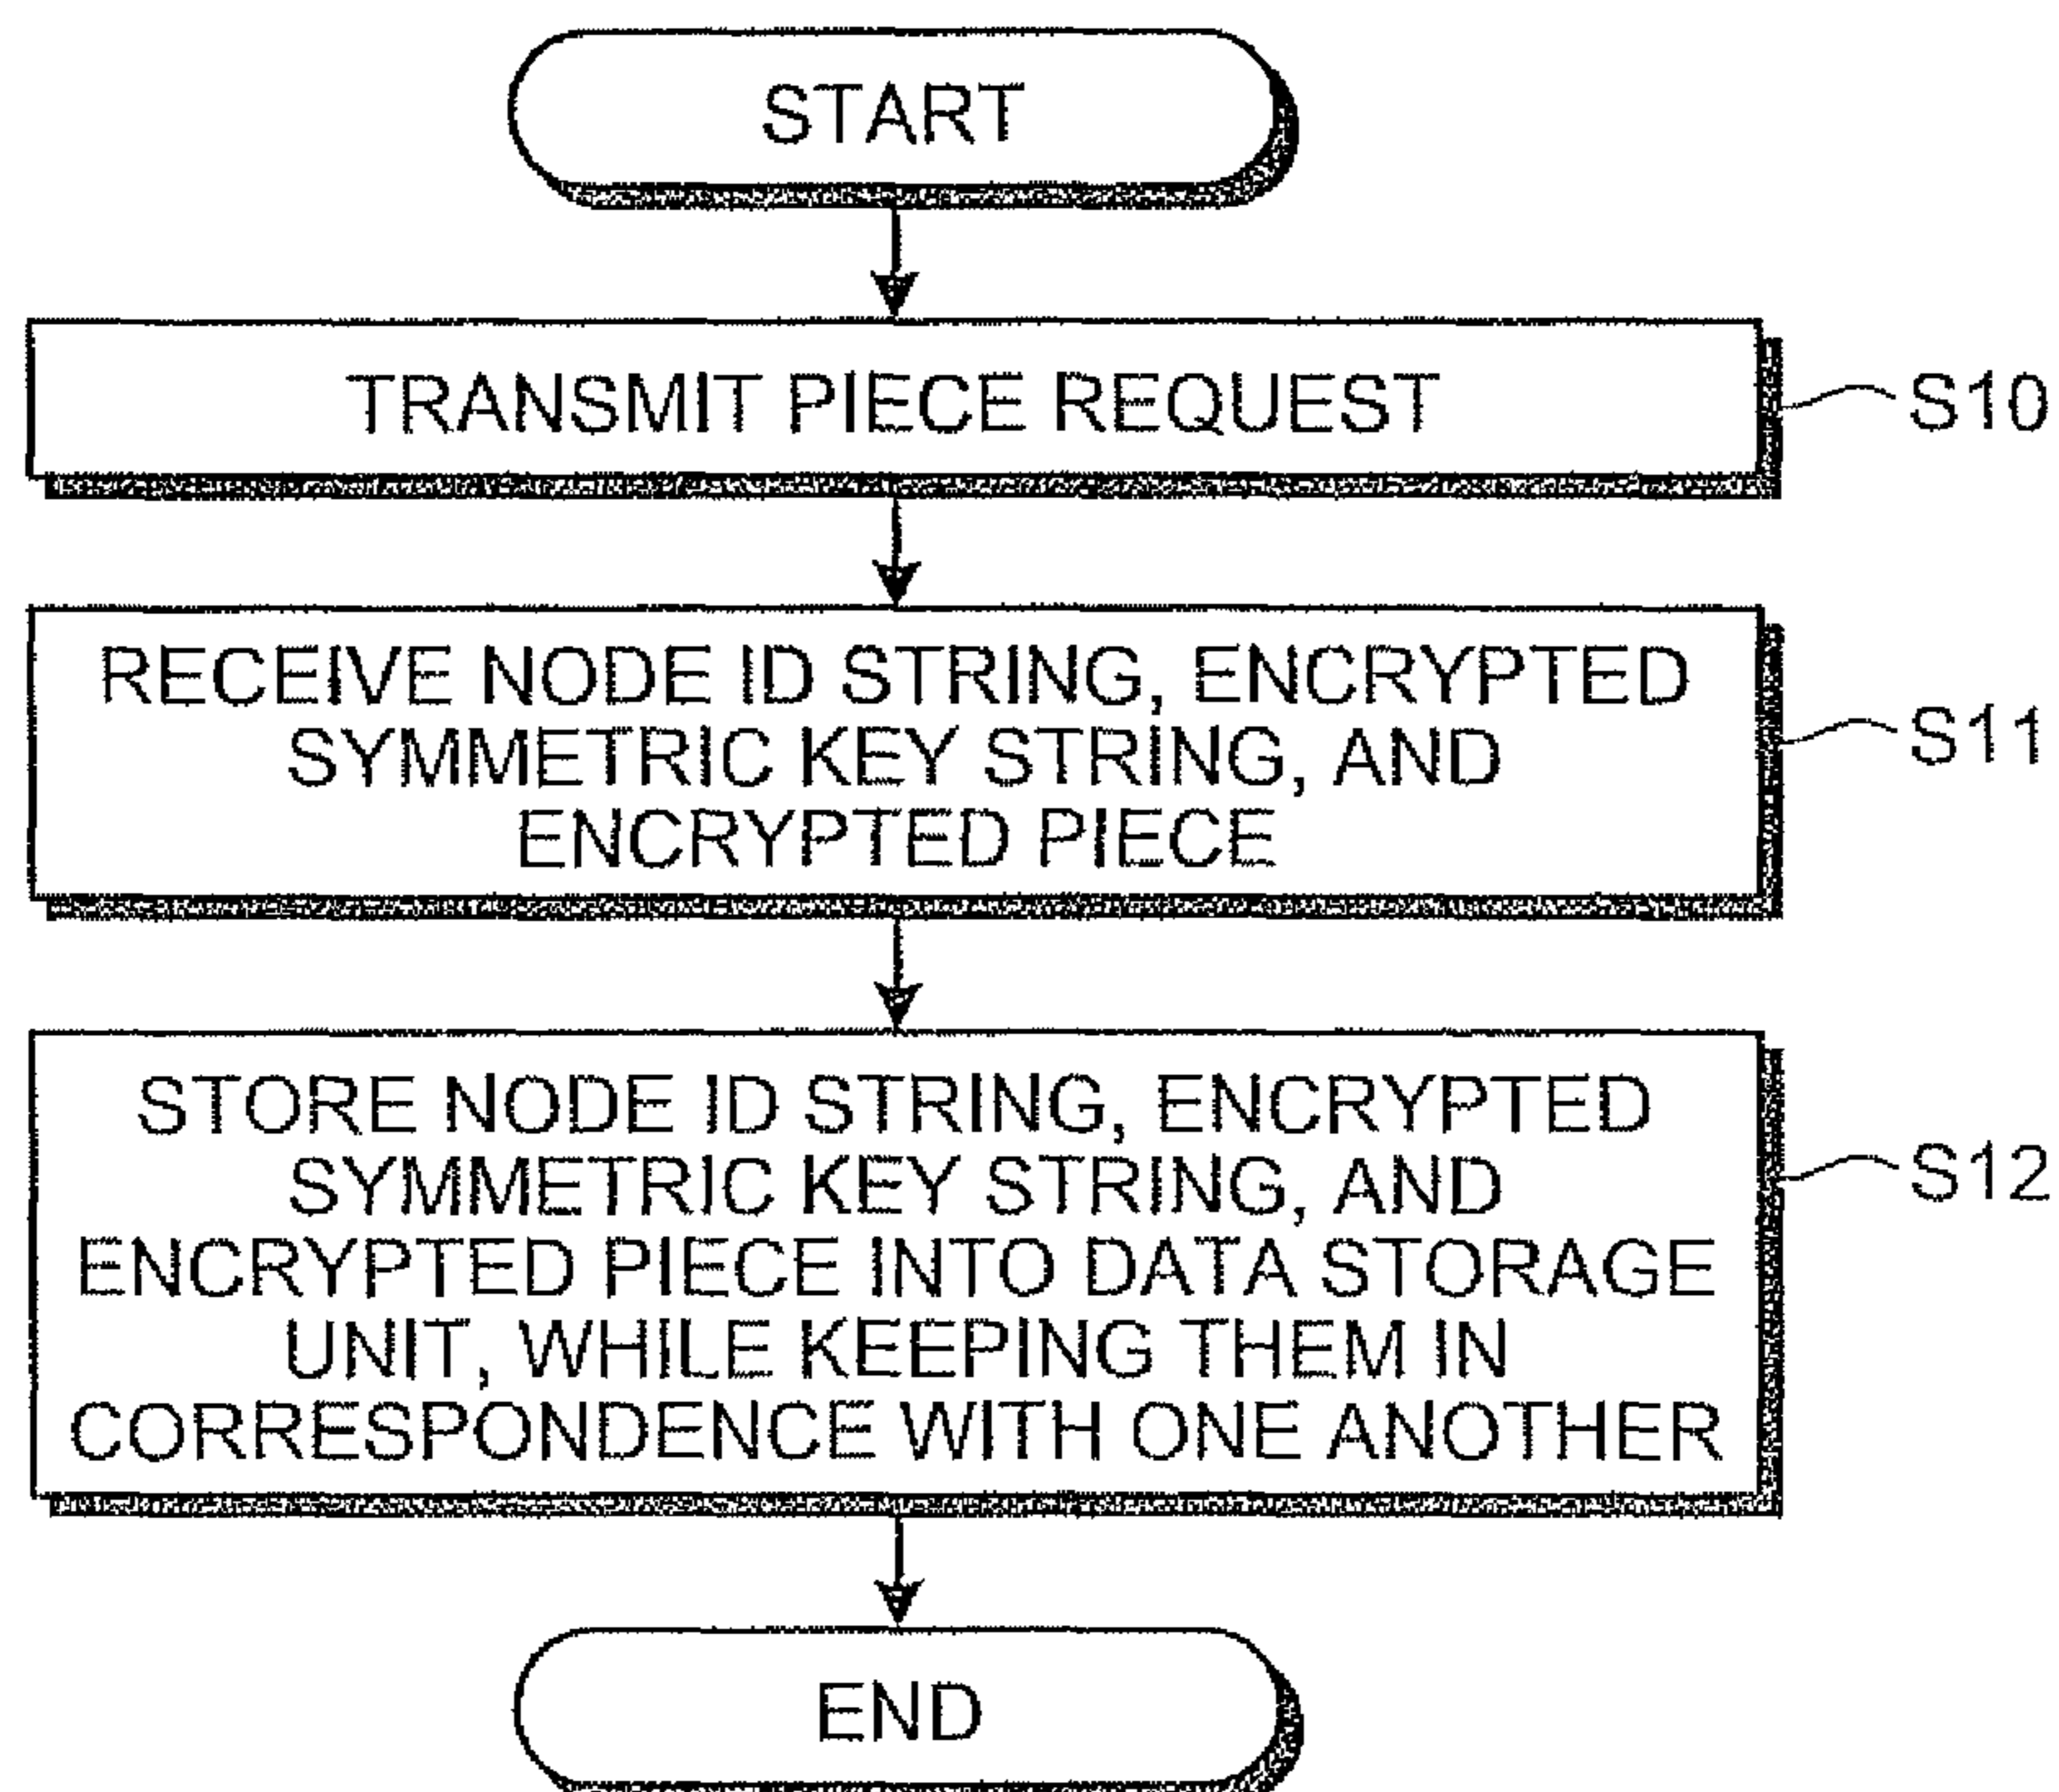 START
TRANSMIT PIECE REQUEST
S10
RECEIVE NODE ID STRING, ENCRYPTED
SYMMETRIC KEY STRING, AND
ENCRYPTED PIECE
S11
STORE NODE ID STRING, ENCRYPTED
SYMMETRIC KEY STRING, AND
ENCRYPTED PIECE INTO DATA STORAGE
UNIT, WHILE KEEPING THEM IN
CORRESPONDENCE WITH ONE ANOTHER
S12
END